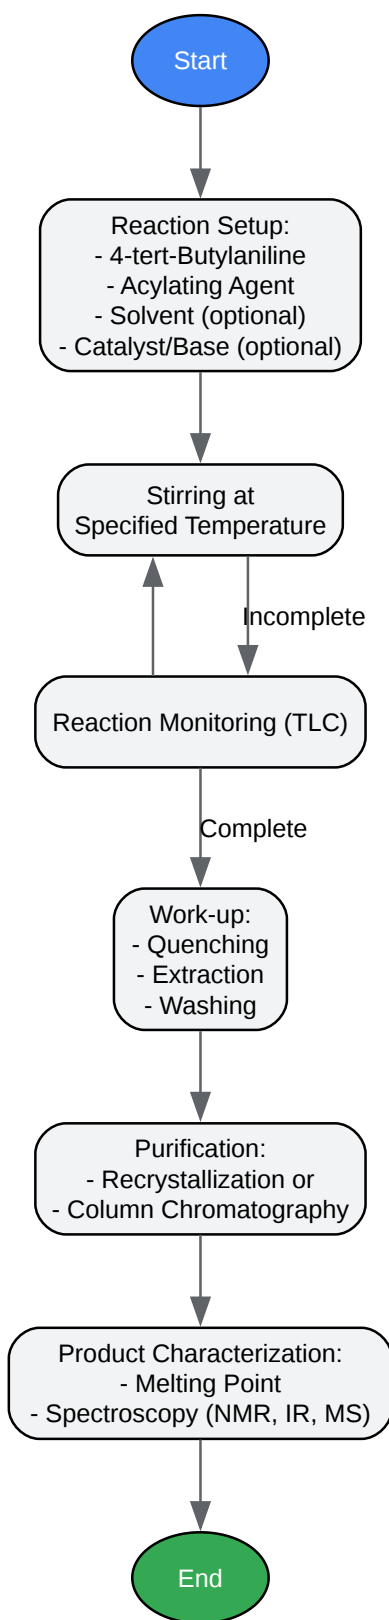 Start
Reaction Setup:
- 4-tert-Butylaniline
- Acylating Agent
- Solvent (optional)
- Catalyst/Base (optional)
Stirring at
Specified Temperature
Incomplete
Reaction Monitoring (TLC)
Complete
Work-up:
- Quenching
- Extraction
- Washing
Purification:
- Recrystallization or
- Column Chromatography
Product Characterization:
- Melting Point
- Spectroscopy (NMR, IR, MS)
End